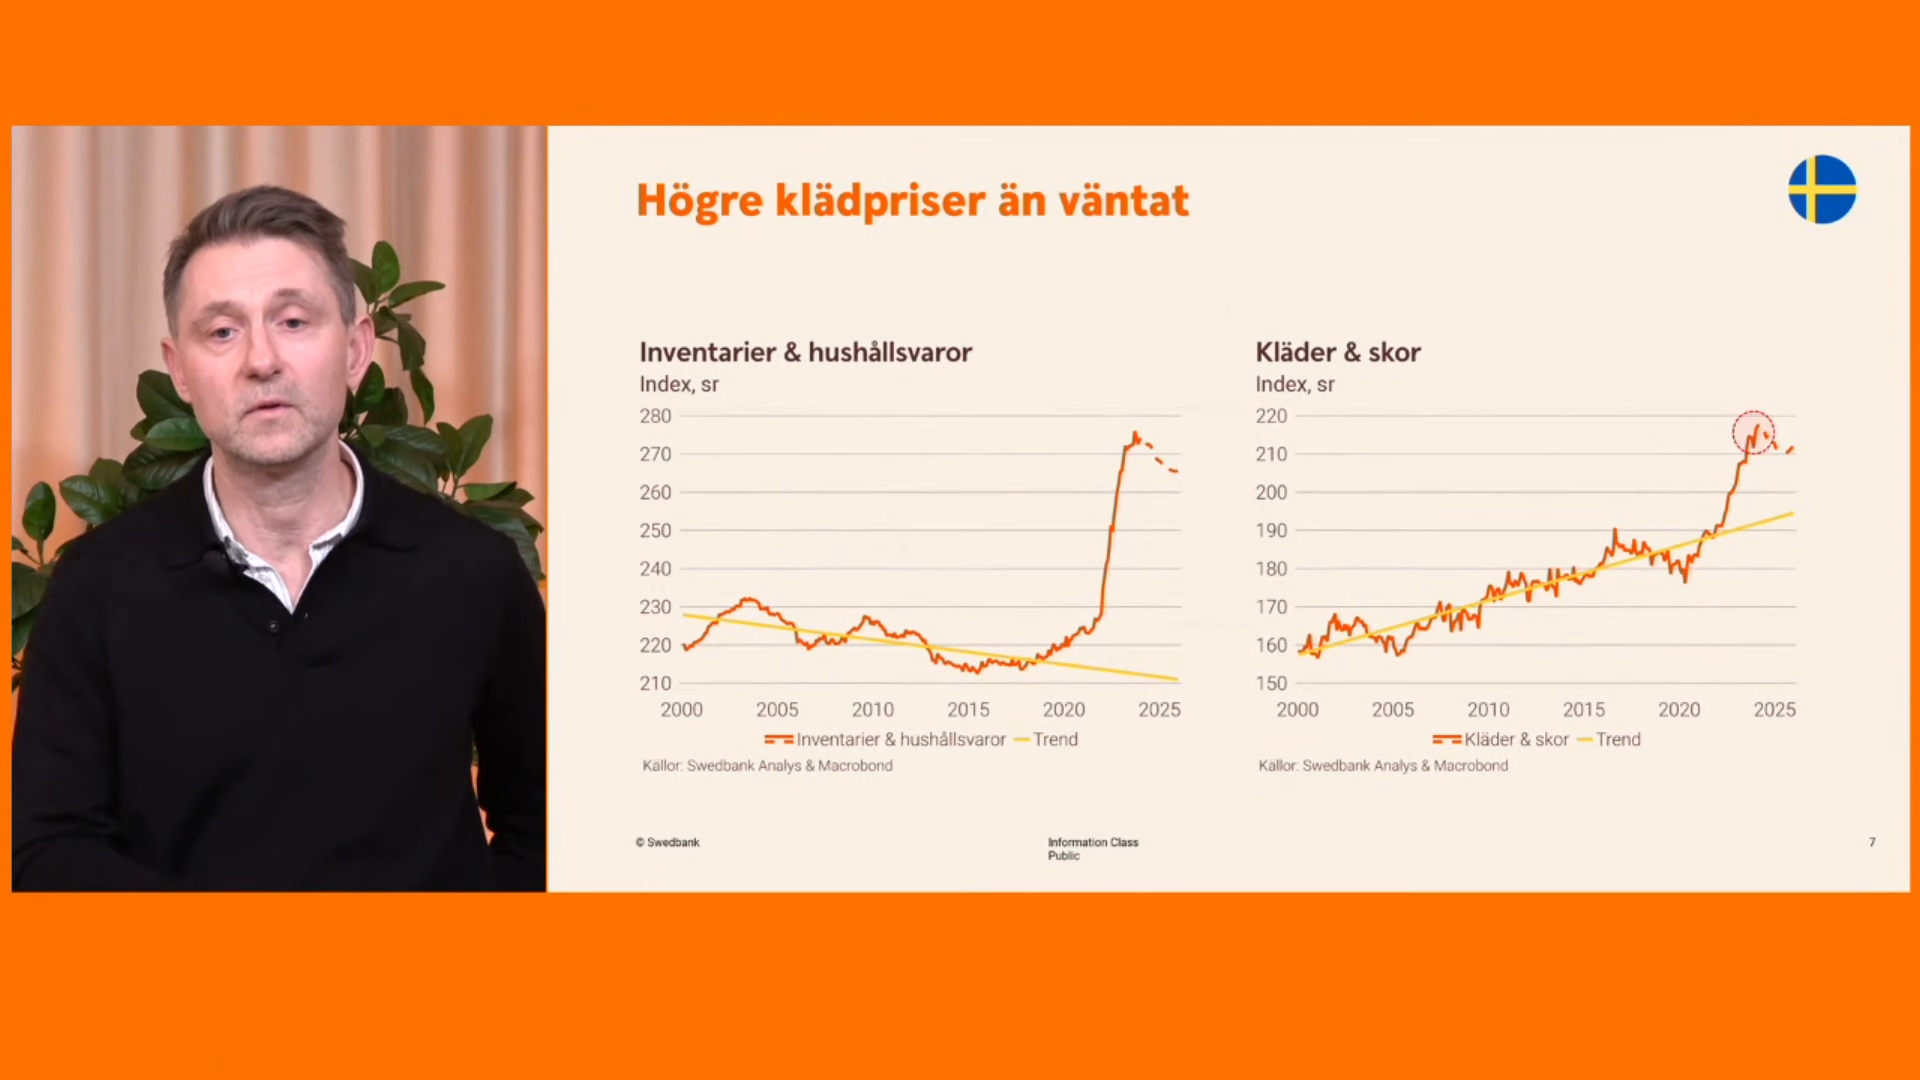 Högre klädpriser än väntat
Inventarier & hushållsvaror
Index, sr
280
270
260
250
240
230
220
210
2000 2005 2010 2015 2020 2025
Inventarier & hushållsvaror Trend
Källor: Swedbank Analys & Macrobond
Kläder & skor
Index, sr
220
210
200
190
180
170
160
150
2000 2005 2010 2015 2020 2025
Kläder & skor Trend
Källor: Swedbank Analys & Macrobond
© Swedbank
Information Class
Public
7